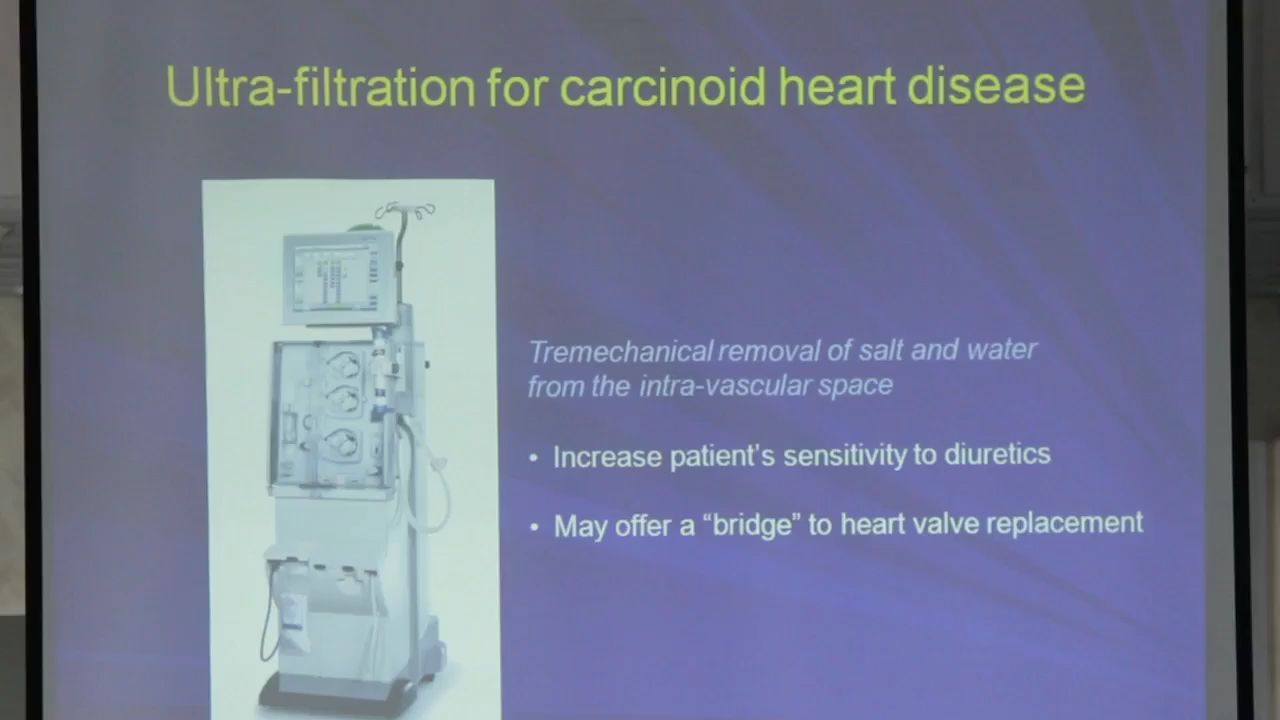 Ultra-filtration for carcinoid heart disease
Tremechanical removal of salt and water
from the intra-vascular space
• Increase patient's sensitivity to diuretics
• May offer a “bridge” to heart valve replacement